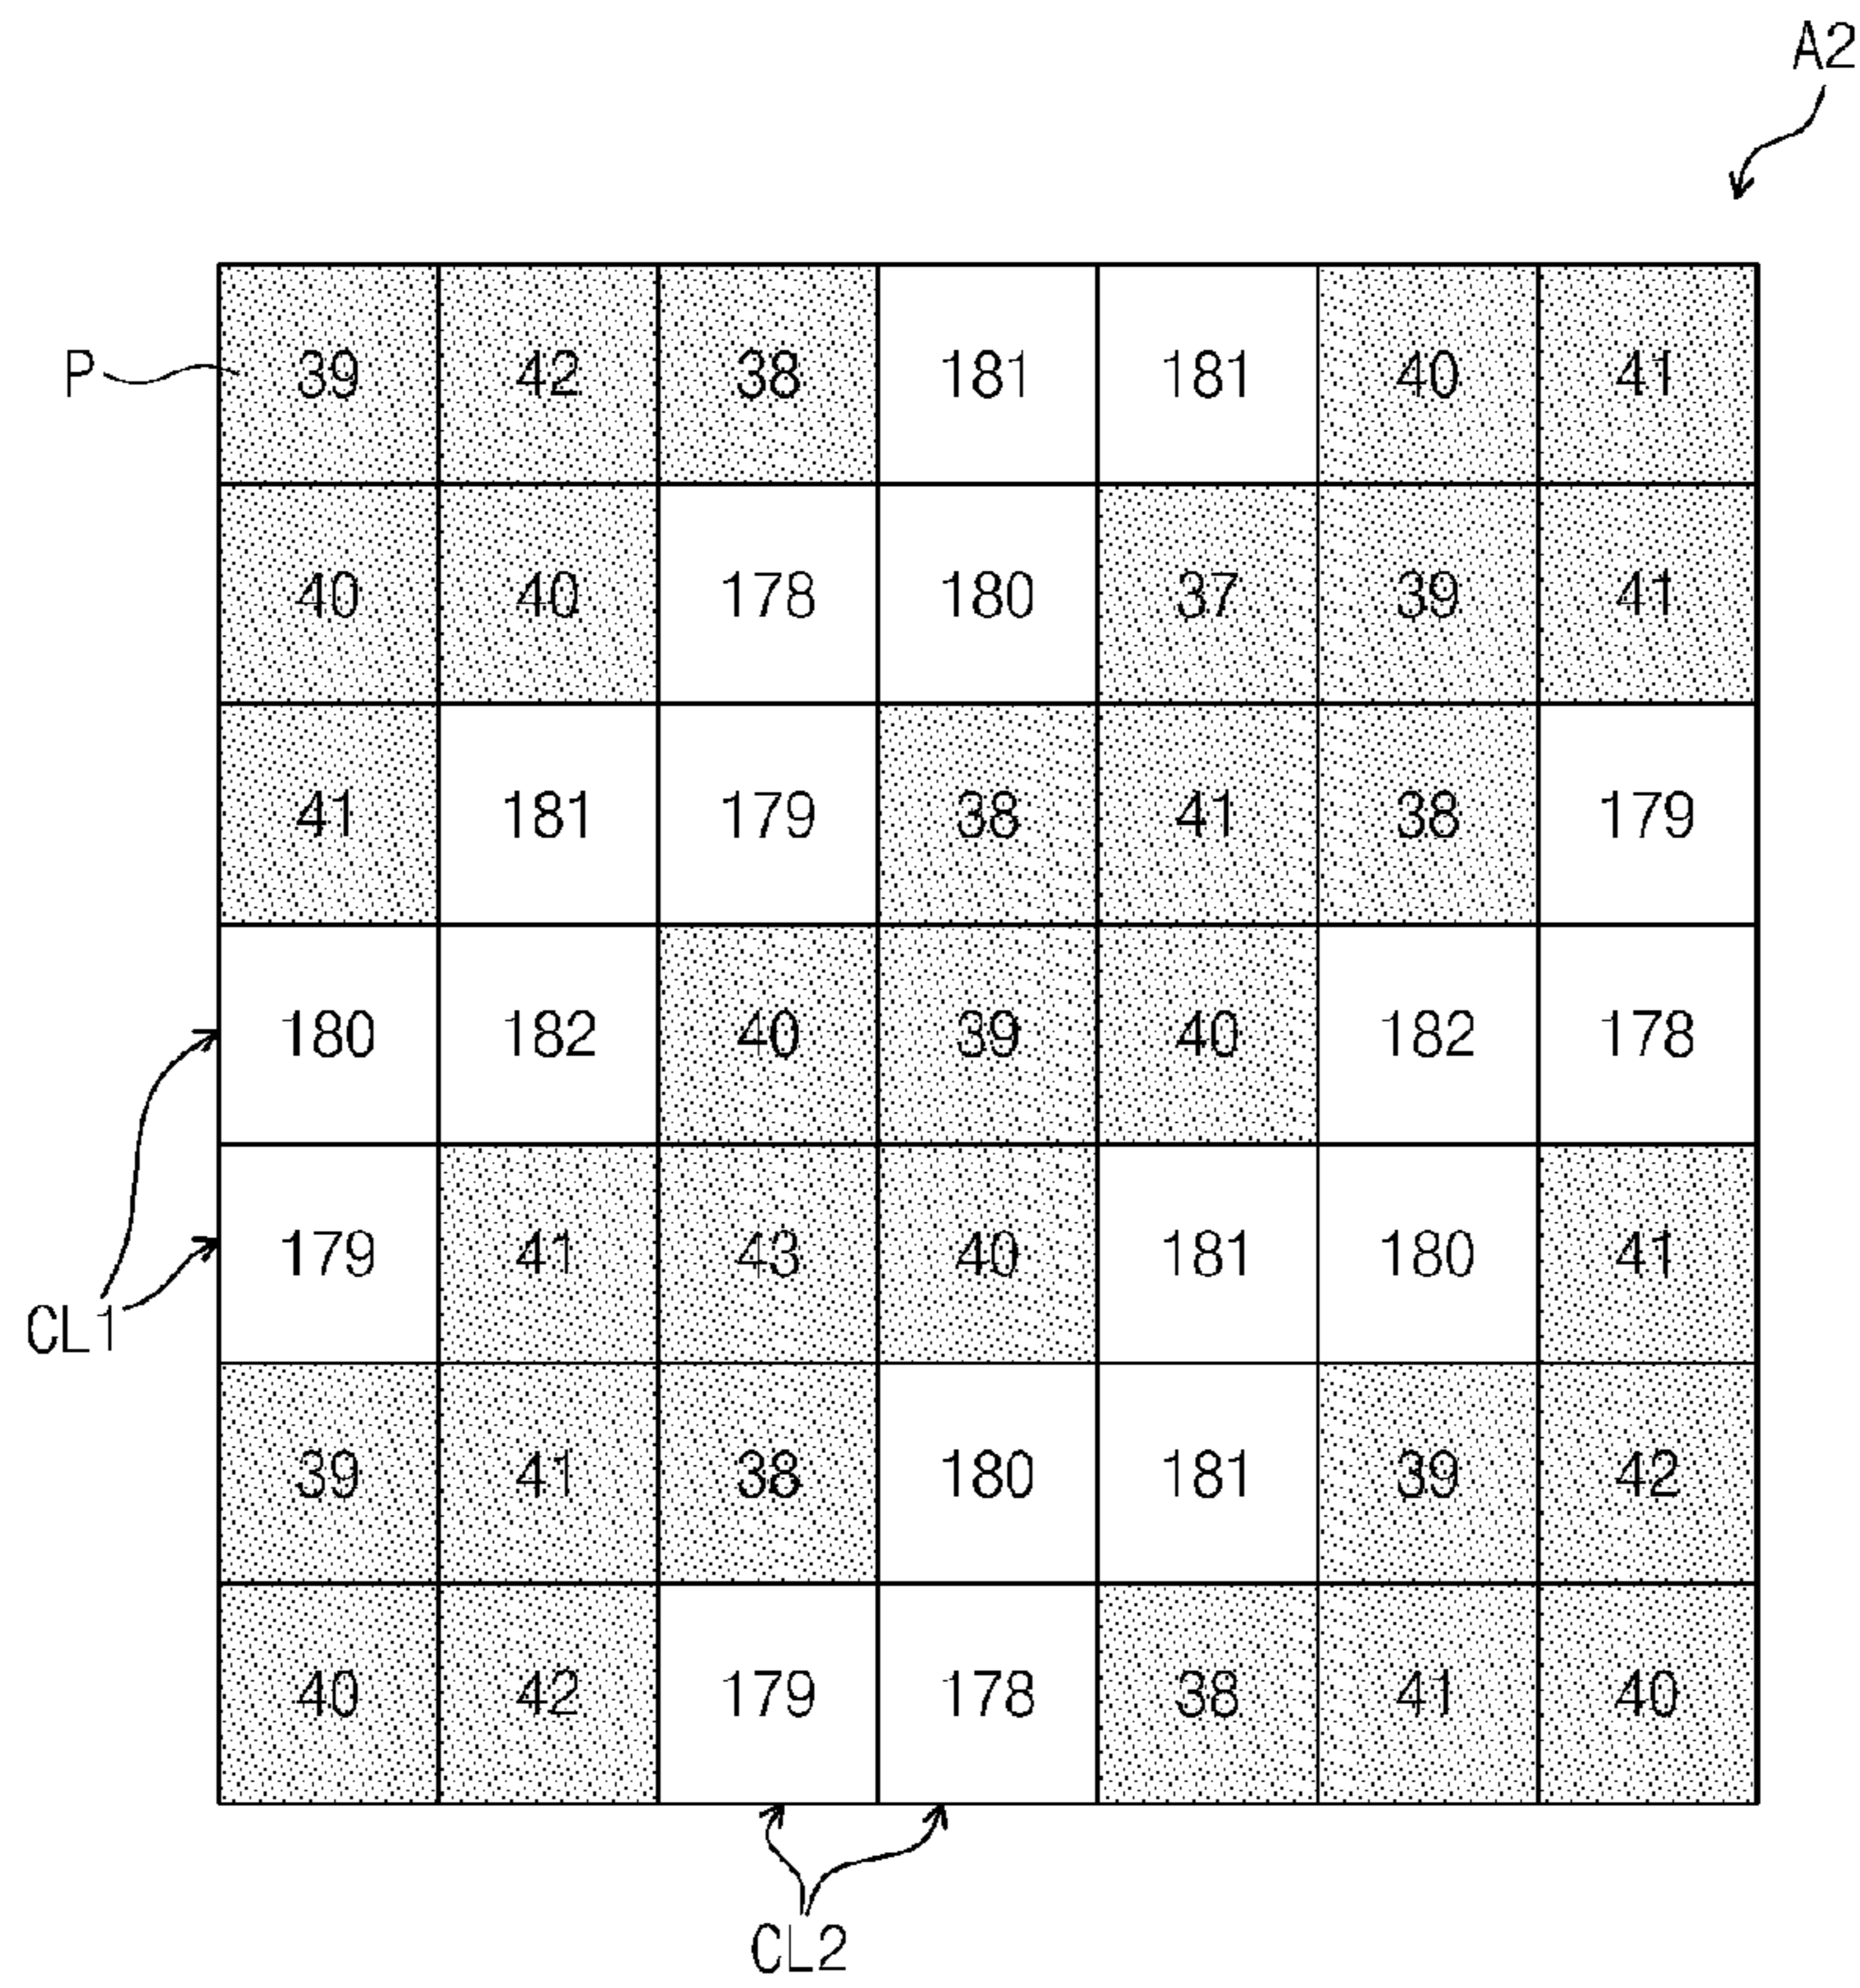 A2
P
39 42 38 181 181 40 41
40 40 178 180 37 39 41
41 181 179 38 41 38 179
180 182 40 39 40 182 178
179 41 43 40 181 180 41
CL1
39 41 38 180 181 39 42
40 42 179 178 38 41 40
CL2